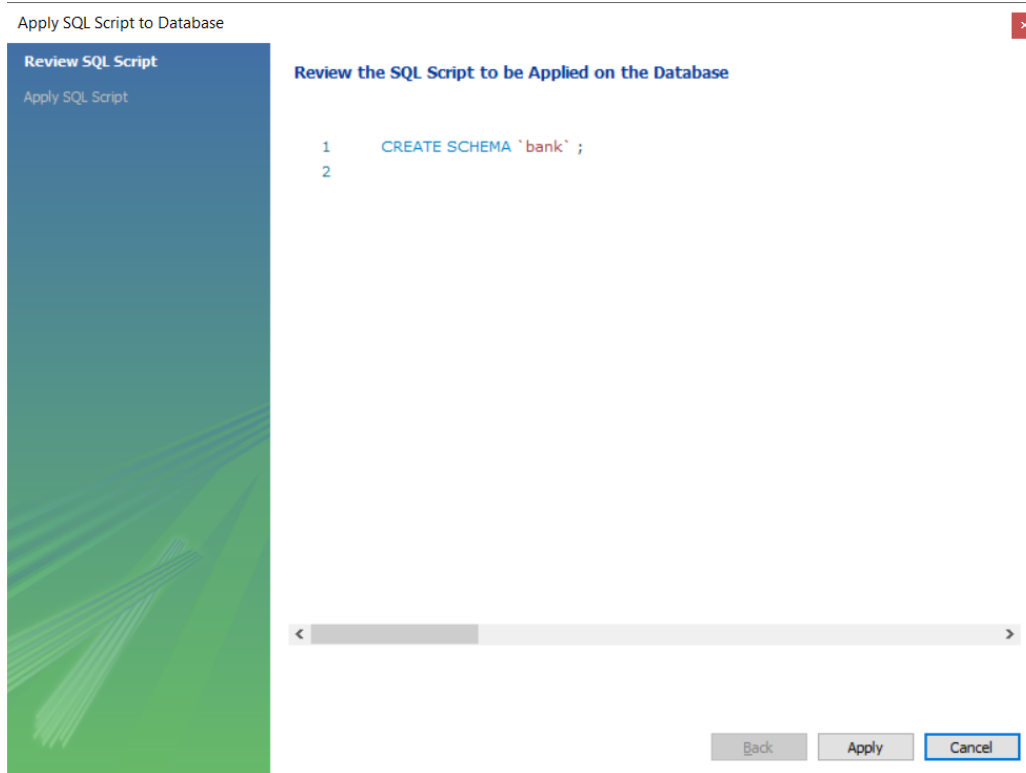 Apply SQL Script to Database
Review SQL Script
Apply SQL Script
Review the SQL Script to be Applied on the Database
1 CREATE SCHEMA `bank` ;
2
Back Apply Cancel